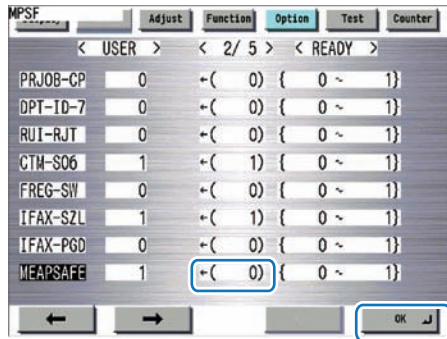 MPSF
Adjust Function Option Test Counter
< USER > < 2/ 5 > < READY >
PRJOB-CP 0 ←( 0) { 0 ~ 1}
DPT-ID-7 0 ←( 0) { 0 ~ 1}
RUI-RJT 0 ←( 0) { 0 ~ 1}
CTM-S06 1 ←( 1) { 0 ~ 1}
FREG-SW 0 ←( 0) { 0 ~ 1}
IFAX-SZL 1 ←( 1) { 0 ~ 1}
IFAX-PGD 0 ←( 0) { 0 ~ 1}
MEAPSAFE 1 ←( 0) { 0 ~ 1}
← → OK ↵